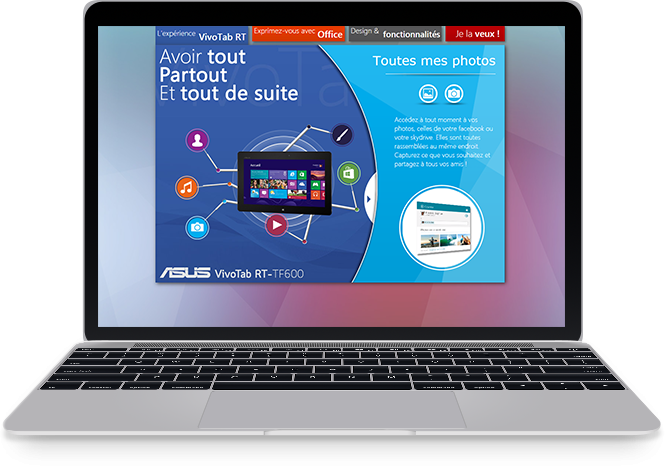 L'expérience VivoTab RT
Exprimez-vous avec Office
Design & fonctionnalités
Je la veux !
Avoir tout
Partout
Et tout de suite
Toutes mes photos
Accédez à tout moment à vos
photos, celles de votre facebook ou
votre skydrive. Elles sont toutes
rassemblées au même endroit.
Capturez ce que vous souhaitez et
partagez à tous vos amis !
ASUS VivoTab RT-TF600